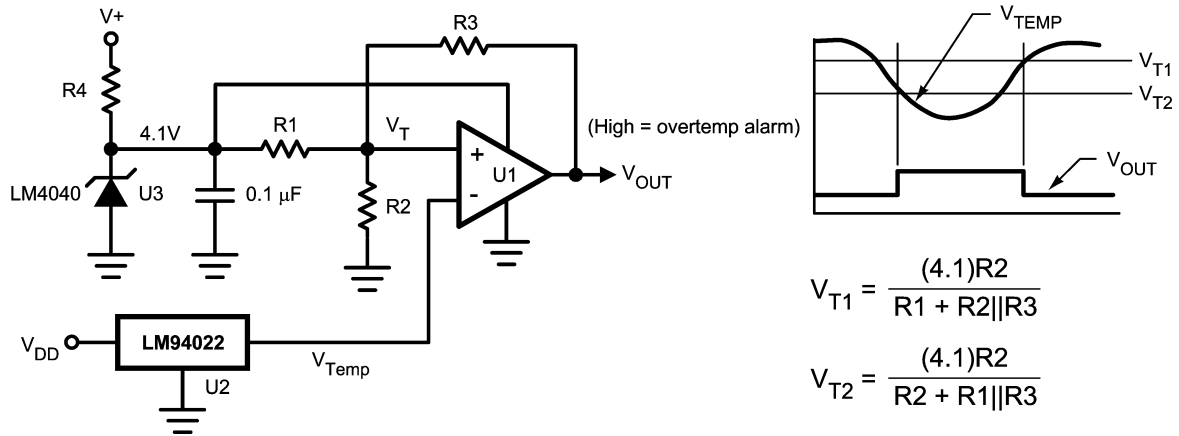 V+
R4
4.1V
LM4040
U3
0.1 μF
R1
V_T
R2
R3
+
-
U1
(High = overtemp alarm)
V_OUT
V_DD
LM94022
U2
V_Temp
V_TEMP
V_T1
V_T2
V_OUT
V_T1 = (4.1)R2
R1 + R2||R3
V_T2 = (4.1)R2
R2 + R1||R3